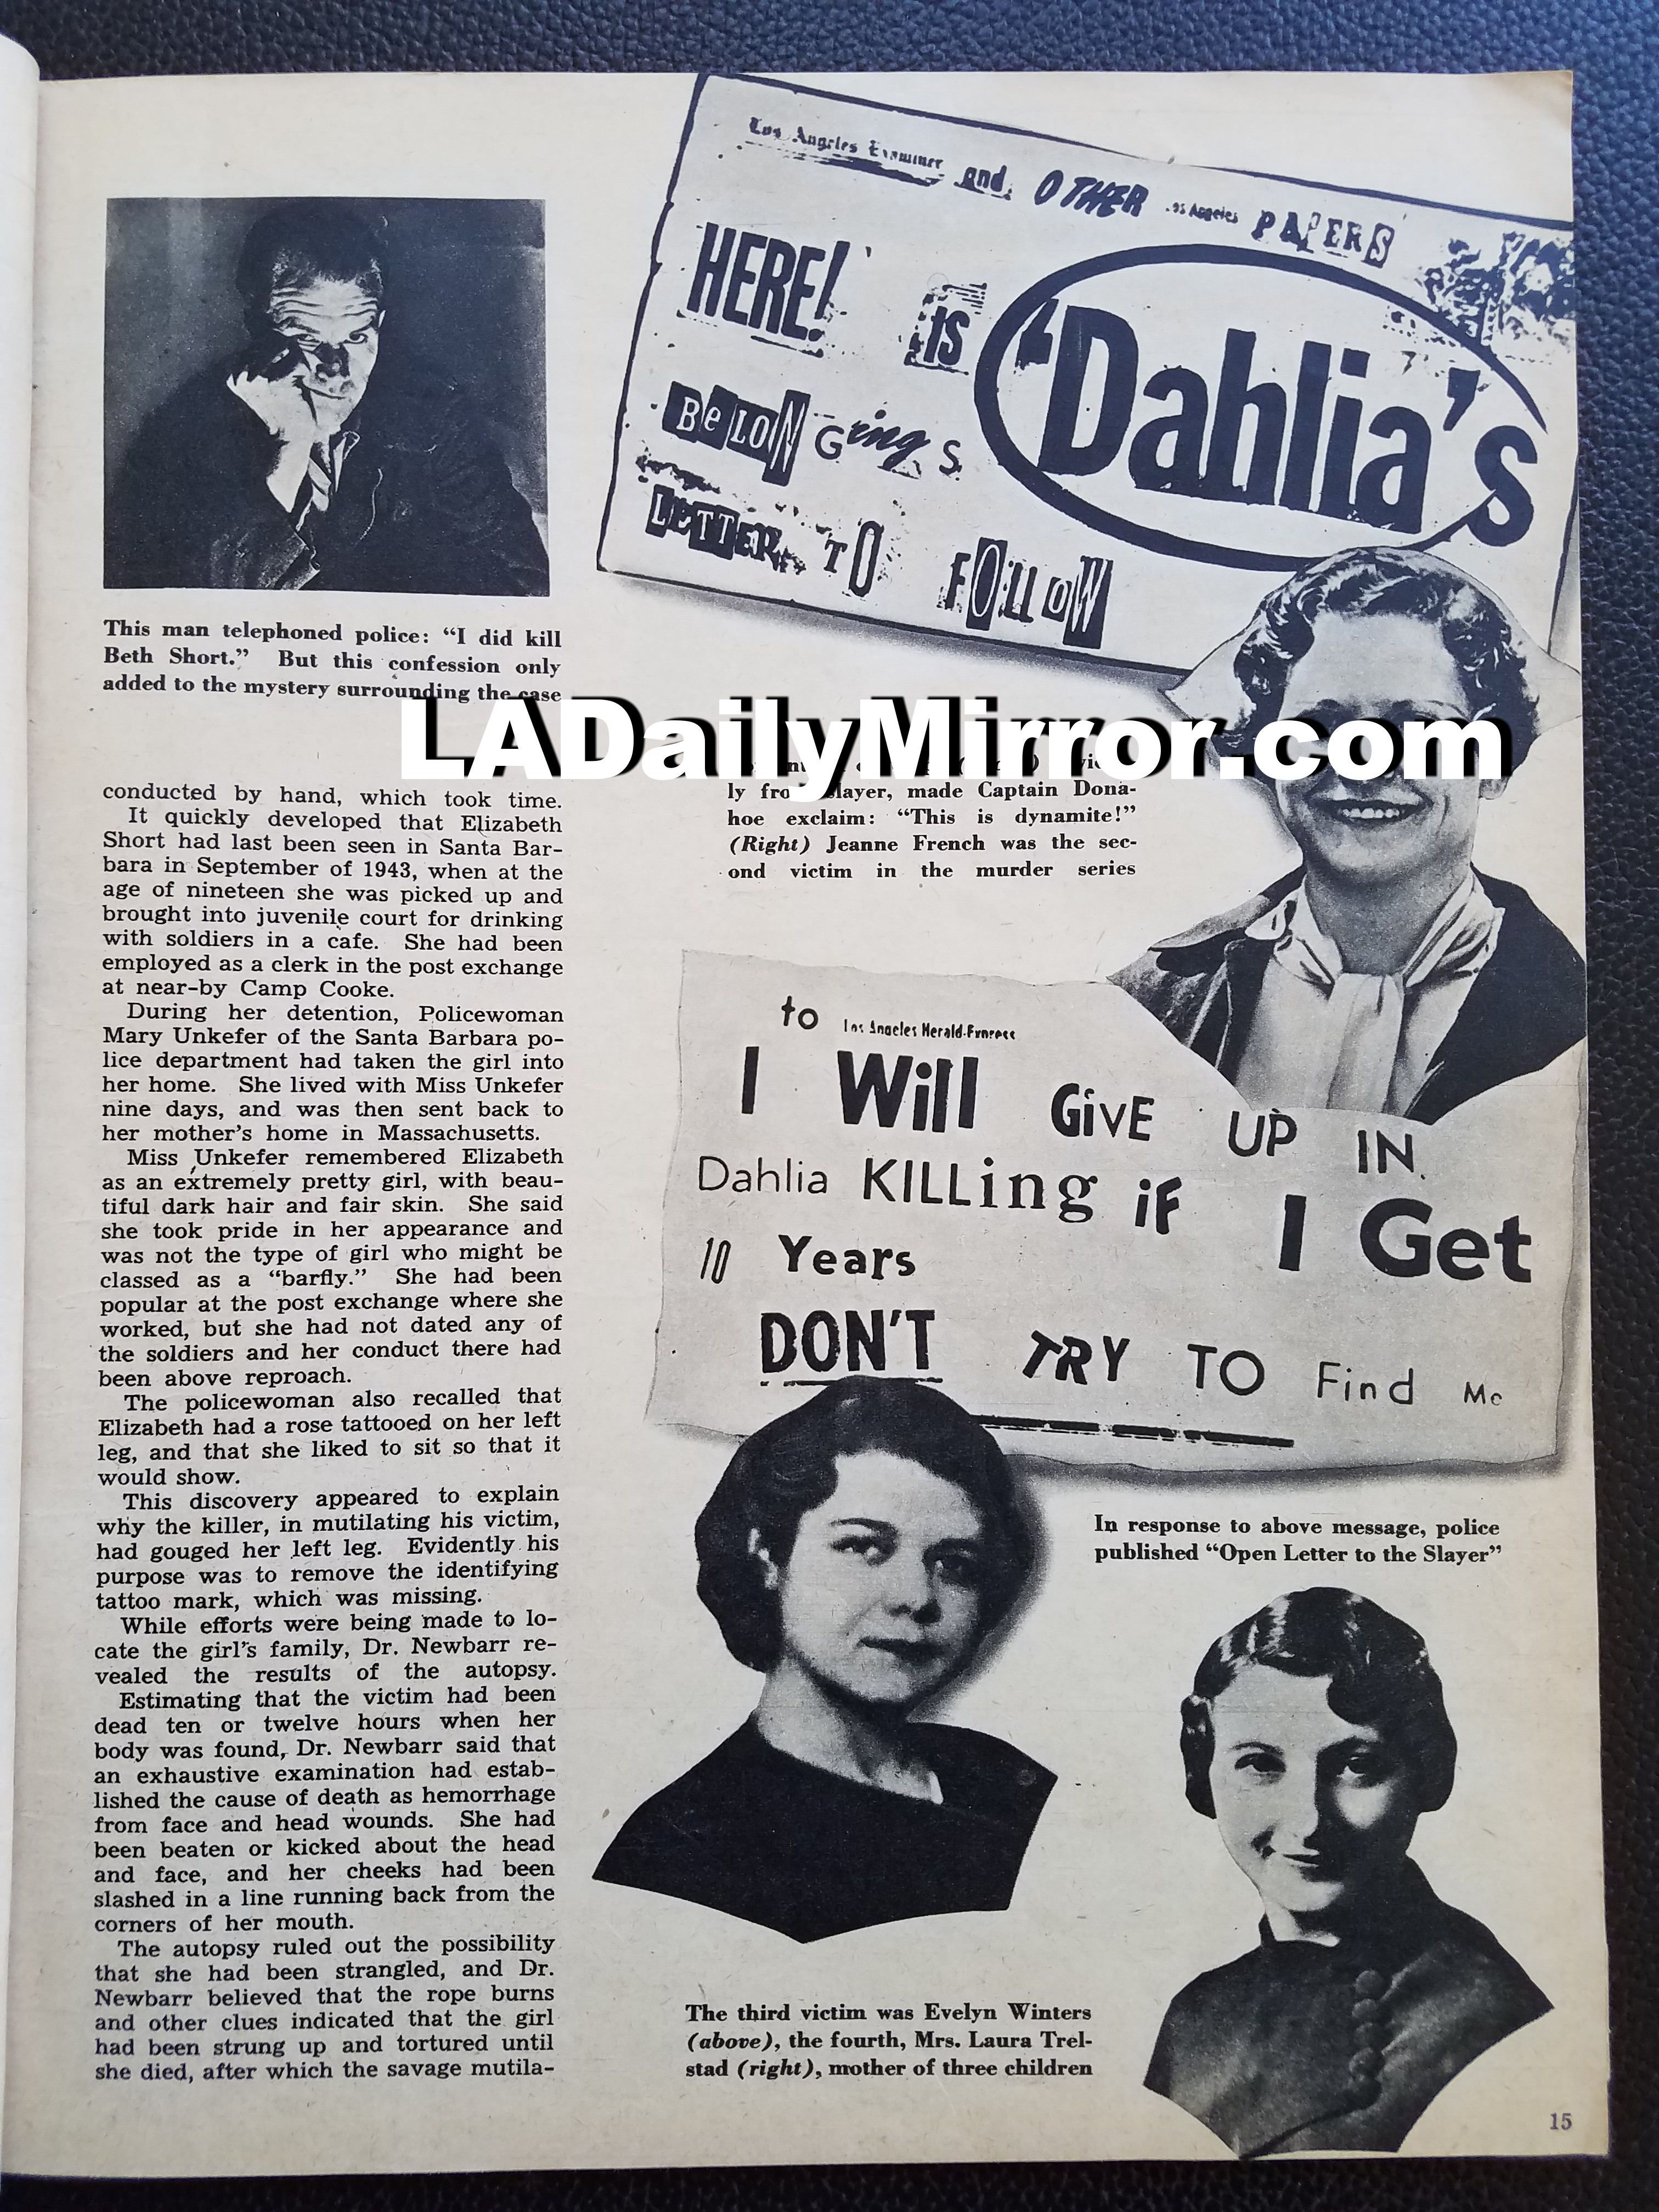 Los Angeles Examiner and OTHER Los Angeles PAPERS
HERE! IS 'Dahlia's'
BeLONGingS
LETTER TO FOllOW
This man telephoned police: "I did kill
Beth Short." But this confession only
added to the mystery surrounding the case
LADailyMirror.com
ly from slayer, made Captain Dona-
hoe exclaim: "This is dynamite!"
(Right) Jeanne French was the sec-
ond victim in the murder series
conducted by hand, which took time.
It quickly developed that Elizabeth
Short had last been seen in Santa Bar-
bara in September of 1943, when at the
age of nineteen she was picked up and
brought into juvenile court for drinking
with soldiers in a cafe. She had been
employed as a clerk in the post exchange
at near-by Camp Cooke.
During her detention, Policewoman
Mary Unkefer of the Santa Barbara po-
lice department had taken the girl into
her home. She lived with Miss Unkefer
nine days, and was then sent back to
her mother's home in Massachusetts.
Miss Unkefer remembered Elizabeth
as an extremely pretty girl, with beau-
tiful dark hair and fair skin. She said
she took pride in her appearance and
was not the type of girl who might be
classed as a "barfly." She had been
popular at the post exchange where she
worked, but she had not dated any of
the soldiers and her conduct there had
been above reproach.
The policewoman also recalled that
Elizabeth had a rose tattooed on her left
leg, and that she liked to sit so that it
would show.
This discovery appeared to explain
why the killer, in mutilating his victim,
had gouged her left leg. Evidently his
purpose was to remove the identifying
tattoo mark, which was missing.
While efforts were being made to lo-
cate the girl's family, Dr. Newbarr re-
vealed the results of the autopsy.
Estimating that the victim had been
dead ten or twelve hours when her
body was found, Dr. Newbarr said that
an exhaustive examination had estab-
lished the cause of death as hemorrhage
from face and head wounds. She had
been beaten or kicked about the head
and face, and her cheeks had been
slashed in a line running back from the
corners of her mouth.
The autopsy ruled out the possibility
that she had been strangled, and Dr.
Newbarr believed that the rope burns
and other clues indicated that the girl
had been strung up and tortured until
she died, after which the savage mutila-
to Los Angeles Herald-Express
I Will GiVE UP IN
Dahlia KILLing iF I Get
10 Years
DON'T TRY TO Find Me
In response to above message, police
published "Open Letter to the Slayer"
The third victim was Evelyn Winters
(above), the fourth, Mrs. Laura Trel-
stad (right), mother of three children
15